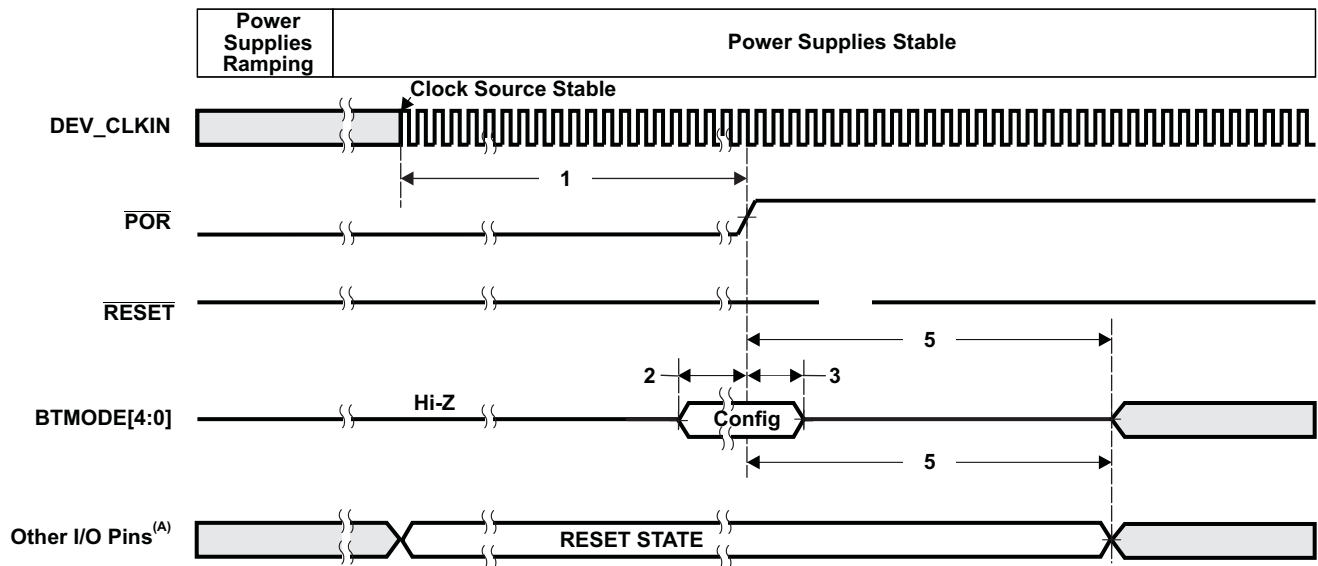 Power
Supplies
Ramping
Power Supplies Stable
Clock Source Stable
DEV_CLKIN
1
POR
RESET
5
2
3
Hi-Z
BTMODE[4:0]
Config
5
Other I/O Pins(A)
RESET STATE